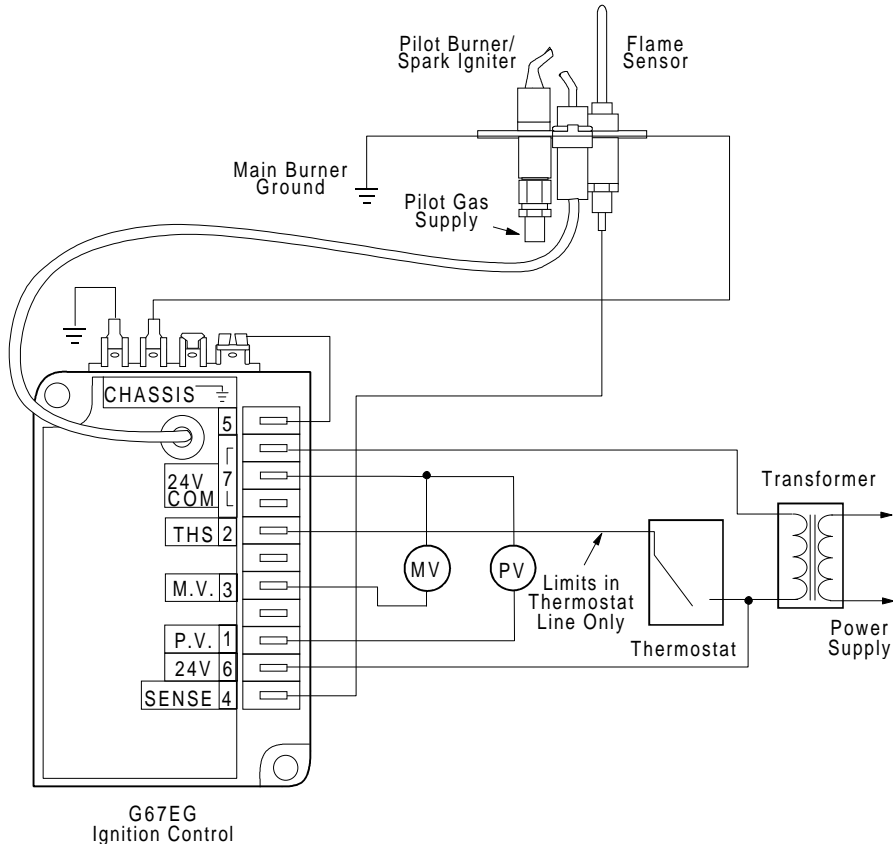 Pilot Burner/
Spark Igniter
Flame
Sensor
Main Burner
Ground
Pilot Gas
Supply
CHASSIS
5
24V
COM
7
THS 2
M.V. 3
P.V. 1
24V 6
SENSE 4
MV
PV
Limits in
Thermostat
Line Only
Thermostat
Transformer
Power
Supply
G67EG
Ignition Control